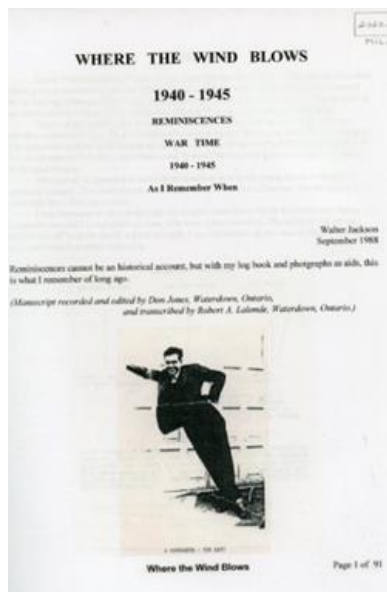 WHERE THE WIND BLOWS
1940 - 1945
REMINISCENCES
WAR TIME
1940 - 1945
As I Remember When
Walter Jackson
September 1988
Reminiscences cannot be an historical account, but with my log book and photgraphs as aids, this
is what I remember of long ago.
(Manuscript recorded and edited by Don Jones, Waterdown, Ontario,
and transcribed by Robert A. Lalonde, Waterdown, Ontario.)
Where the Wind Blows
Page 1 of 91